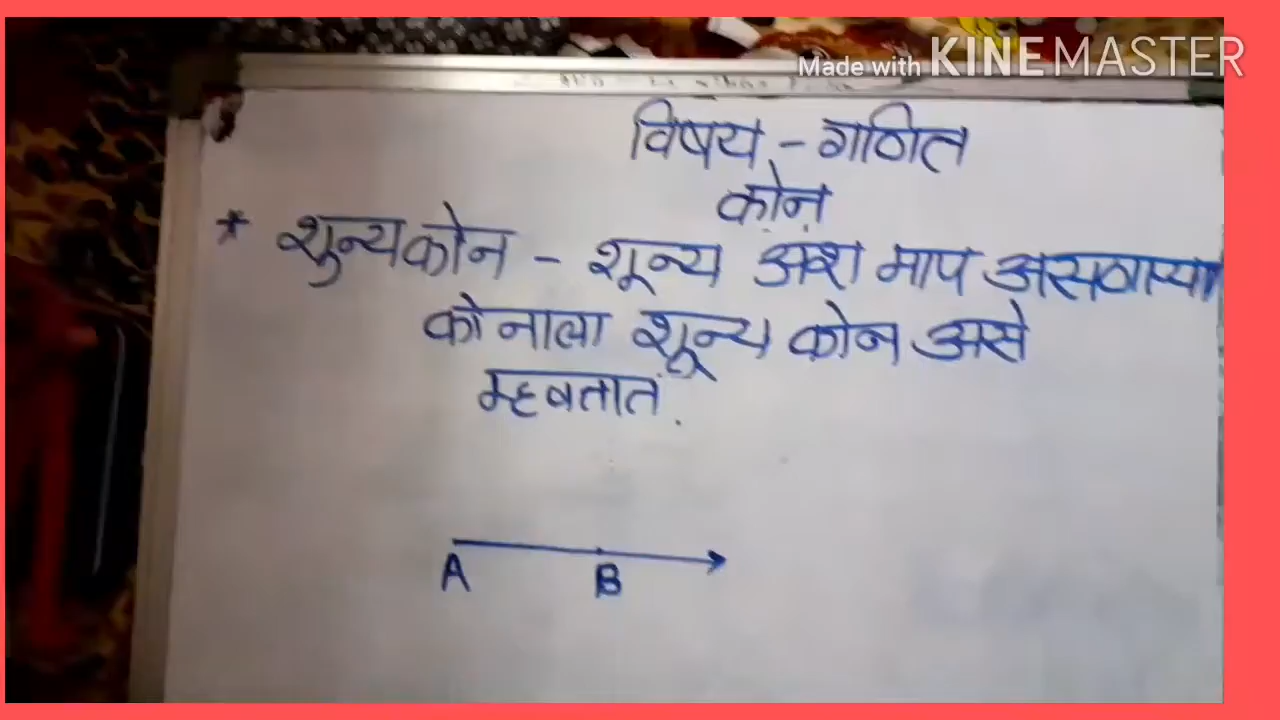 Made with KINEMASTER
विषय - गणित
कोन
* शुन्यकोन - शून्य अंश माप असणाऱ्या
कोनाला शून्य कोन असे
म्हणतात.
A B